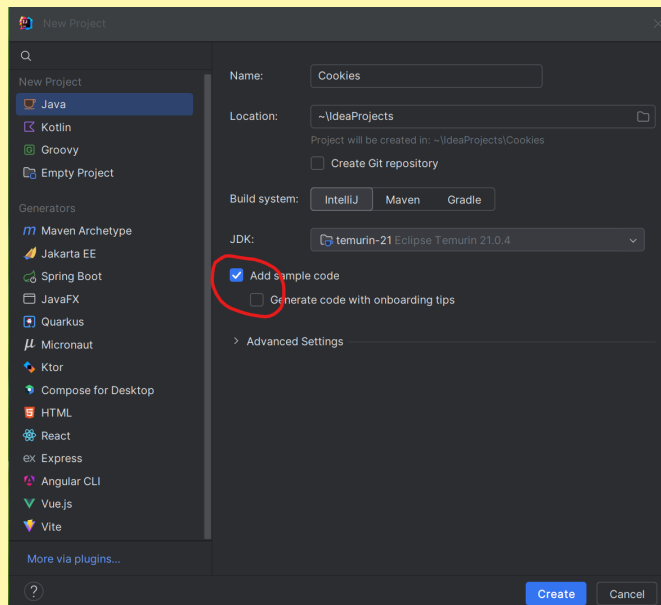 New Project
New Project
Java
Kotlin
Groovy
Empty Project
Generators
Maven Archetype
Jakarta EE
Spring Boot
JavaFX
Quarkus
μ Micronaut
Ktor
Compose for Desktop
HTML
React
ex Express
Angular CLI
Vue.js
Vite
More via plugins...
?
Name: Cookies
Location: ~\IdeaProjects
Project will be created in: ~\IdeaProjects\Cookies
Create Git repository
Build system: IntelliJ Maven Gradle
JDK: temurin-21 Eclipse Temurin 21.0.4
Add sample code
Generate code with onboarding tips
Advanced Settings
Create Cancel